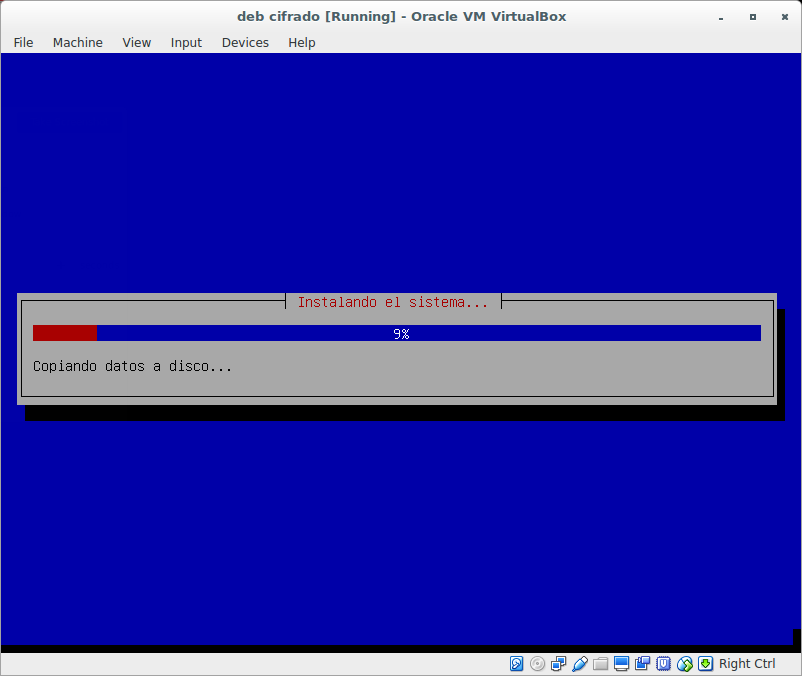 deb cifrado [Running] - Oracle VM VirtualBox
File Machine View Input Devices Help
Instalando el sistema...
9%
Copiando datos a disco...
Right Ctrl